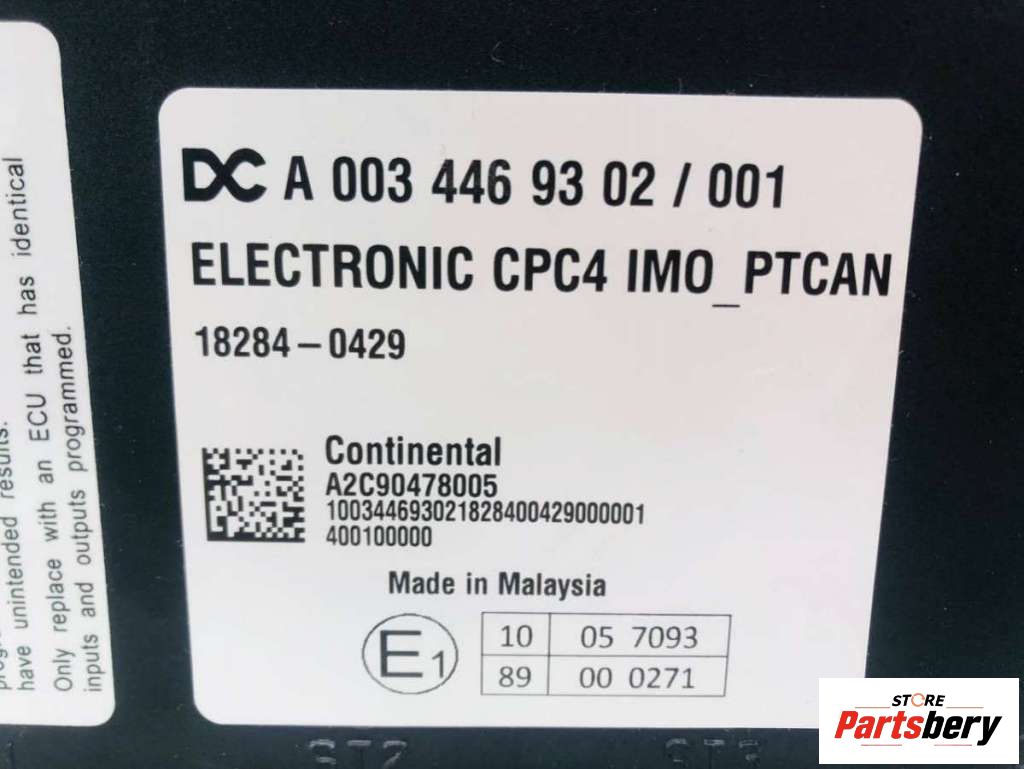 have unintended results.
Only replace with an ECU that has identical
inputs and outputs programmed.
DC A 003 446 93 02 / 001
ELECTRONIC CPC4 IMO_PTCAN
18284-0429
Continental
A2C90478005
10034469302182840042900001
400100000
Made in Malaysia
E1
10 05 7093
89 00 0271
STORE
Partsbery